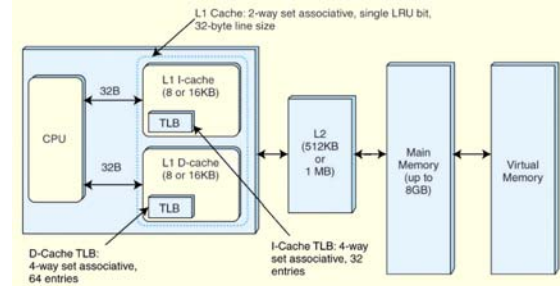 L1 Cache: 2-way set associative, single LRU bit,
32-byte line size
CPU
32B
32B
L1 I-cache
(8 or 16KB)
TLB
L1 D-cache
(8 or 16KB)
TLB
L2
(512KB
or
1 MB)
Main
Memory
(up to
8GB)
Virtual
Memory
D-Cache TLB:
4-way set associative,
64 entries
I-Cache TLB: 4-way
set associative, 32
entries